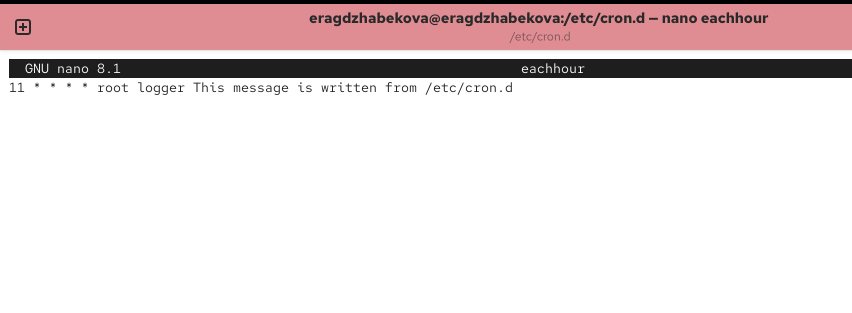 eragdzhabekova@eragdzhabekova:/etc/cron.d — nano eachhour
/etc/cron.d
GNU nano 8.1 eachhour
11 * * * * root logger This message is written from /etc/cron.d